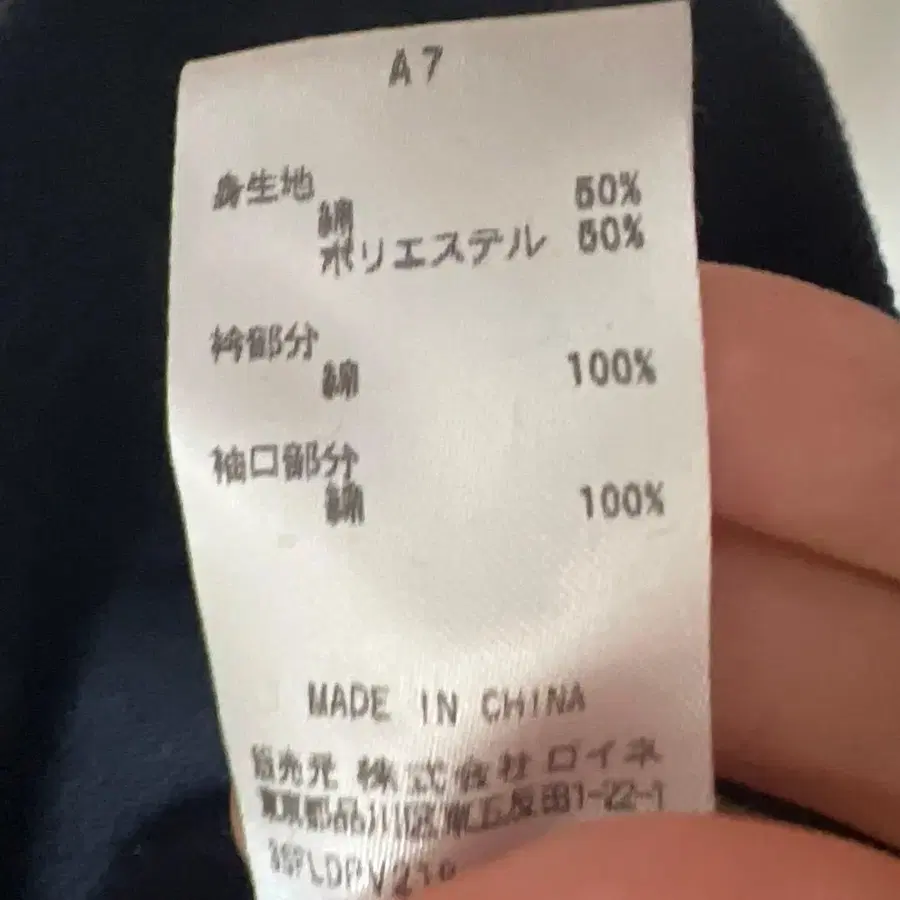 A7
身生地
綿 50%
ポリエステル 50%
衿部分
綿 100%
袖口部分
綿 100%
MADE IN CHINA
販売元 株式会社ロイネ
東京都品川区東五反田1-22-1